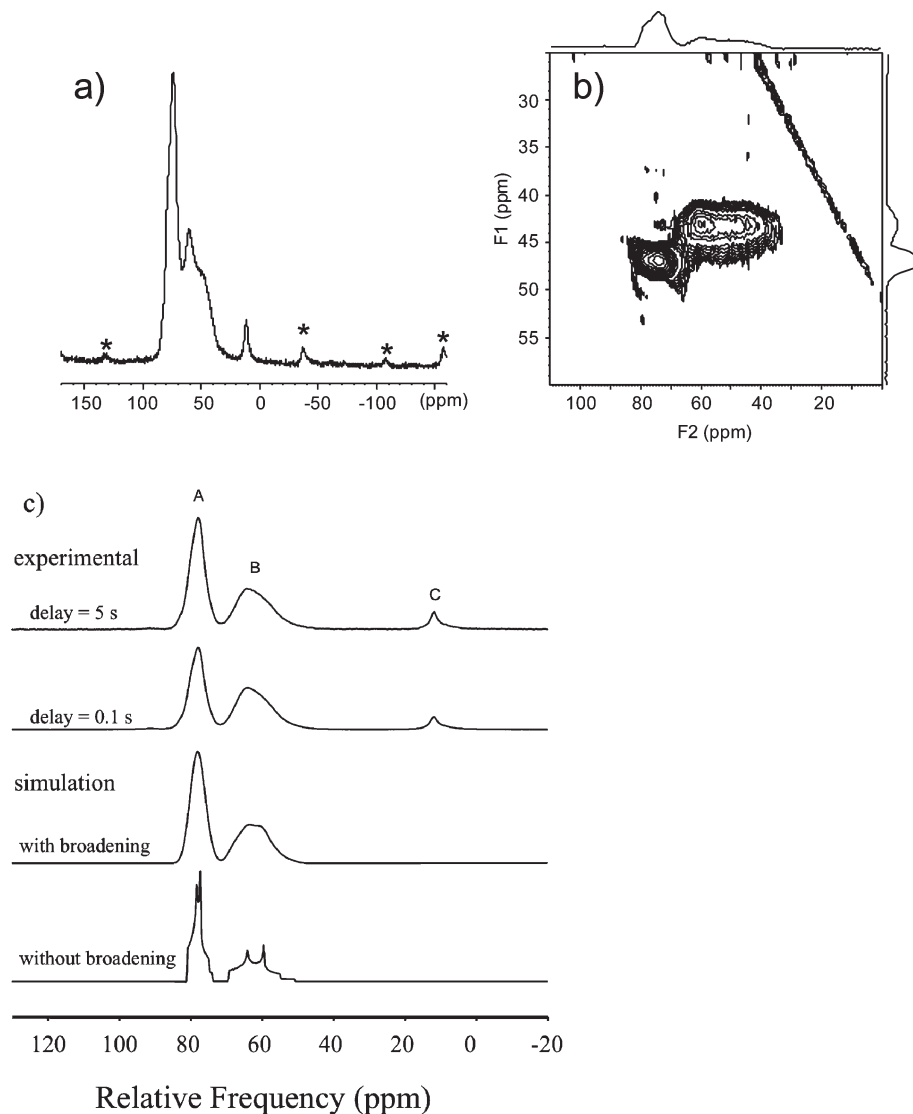 a)
* * * *
150 100 50 0 -50 -100 (ppm)
b)
30
35
40
45
50
55
F1 (ppm)
100 80 60 40 20
F2 (ppm)
c)
A
B
C
experimental
delay = 5 s
delay = 0.1 s
simulation
with broadening
without broadening
120 100 80 60 40 20 0 -20
Relative Frequency (ppm)